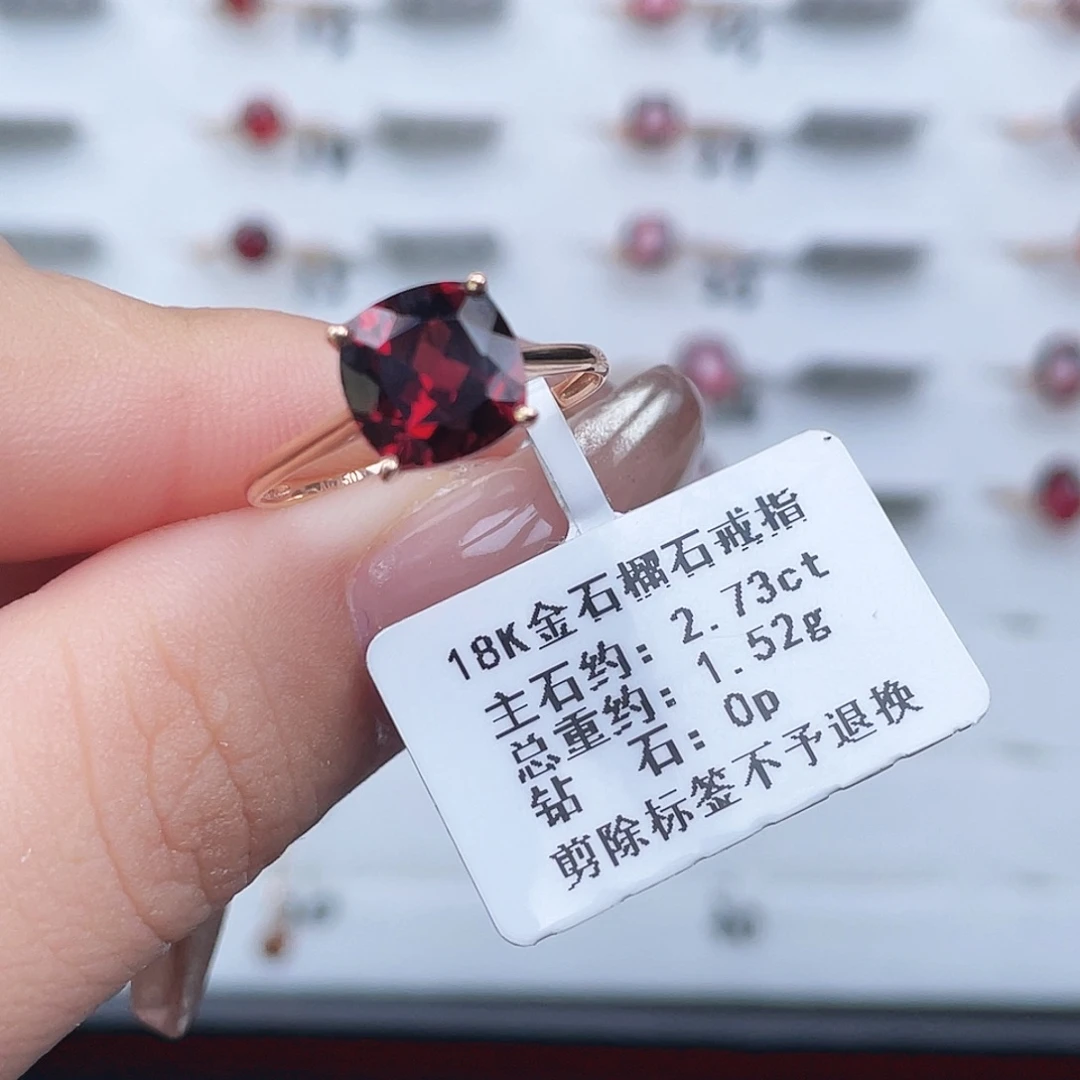 18K金石榴石戒指
主石约: 2.73ct
总重约: 1.52g
钻 石: 0p
剪除标签不予退换